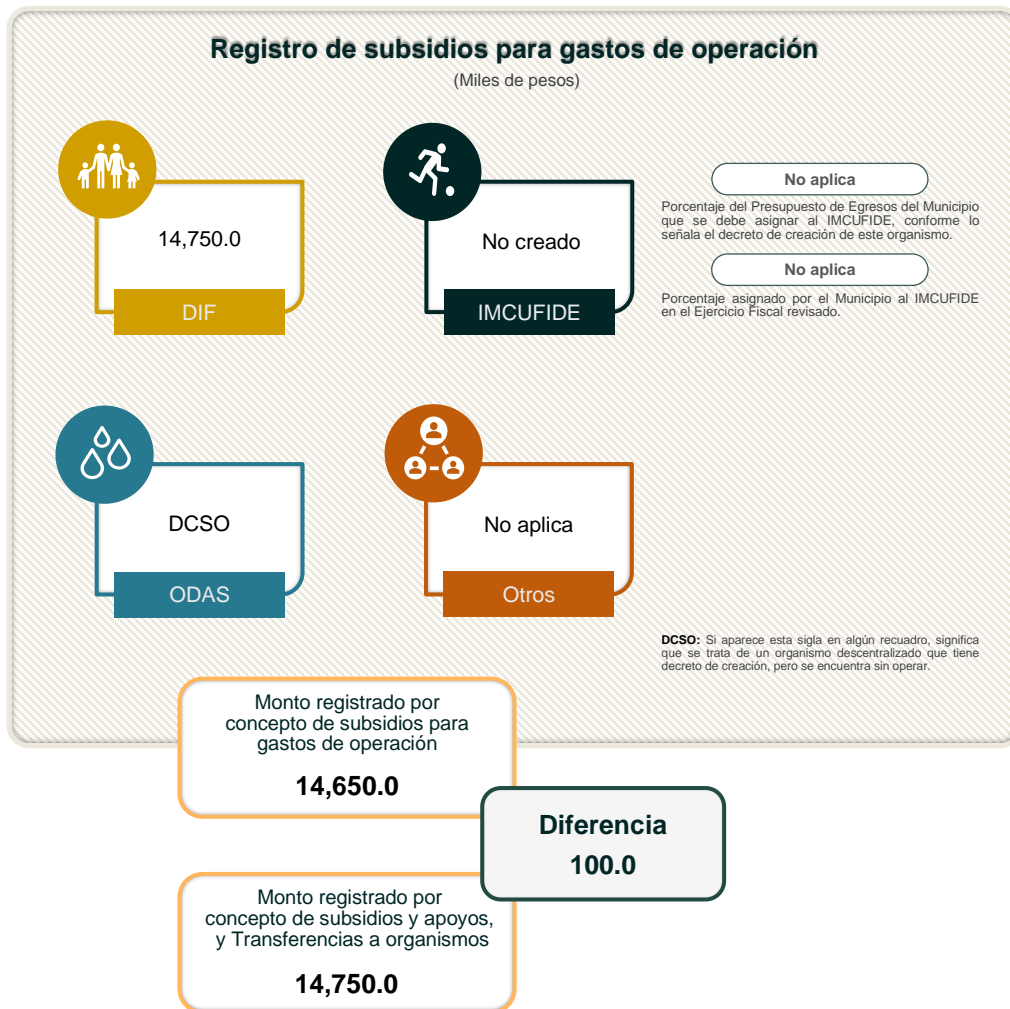 Registro de subsidios para gastos de operación
(Miles de pesos)
14,750.0
DIF
No creado
IMCUFIDE
No aplica
Porcentaje del Presupuesto de Egresos del Municipio
que se debe asignar al IMCUFIDE, conforme lo
señala el decreto de creación de este organismo.
No aplica
Porcentaje asignado por el Municipio al IMCUFIDE
en el Ejercicio Fiscal revisado.
DCSO
ODAS
No aplica
Otros
DCSO: Si aparece esta sigla en algún recuadro, significa
que se trata de un organismo descentralizado que tiene
decreto de creación, pero se encuentra sin operar.
Monto registrado por
concepto de subsidios para
gastos de operación
14,650.0
Diferencia
100.0
Monto registrado por
concepto de subsidios y apoyos,
y Transferencias a organismos
14,750.0